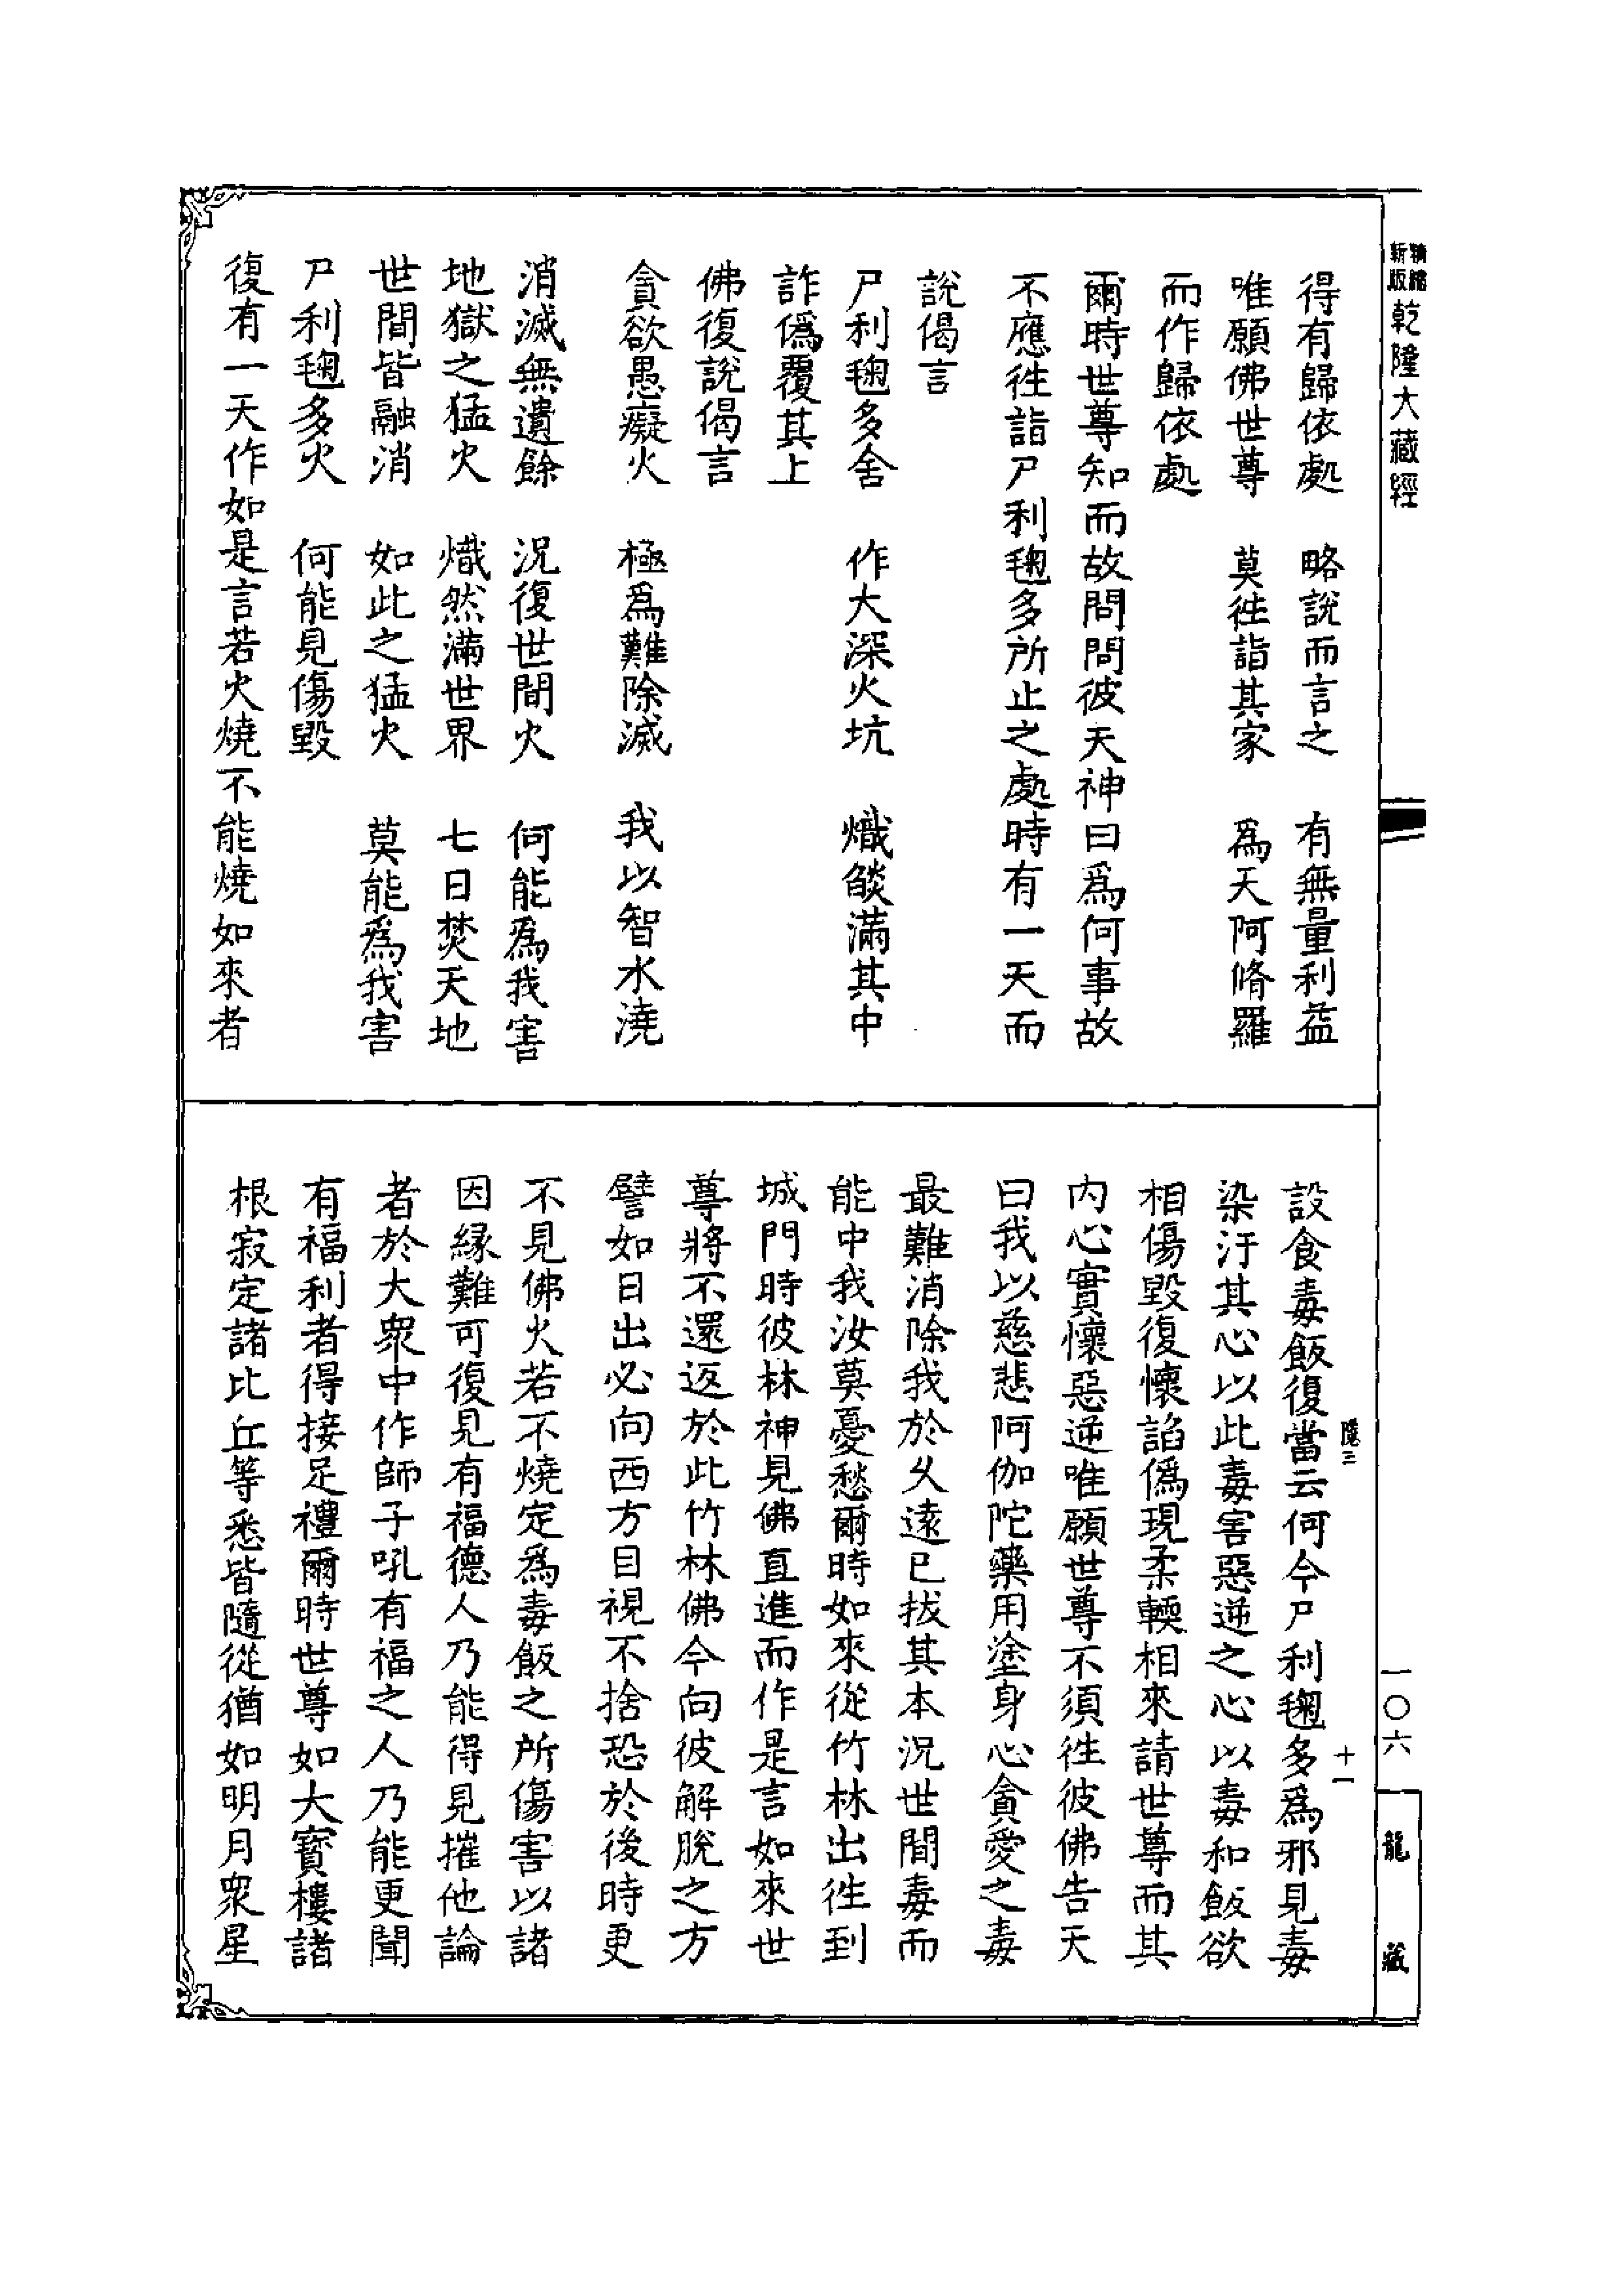 精縮
新版
乾隆大藏經
得有歸依處　略說而言之　有無量利益
唯願佛世尊　莫徃詣其家　爲天阿脩羅
而作歸依處
爾時世尊知而故問問彼天神曰爲何事故
不應徃詣尸利毱多所止之處時有一天而
說偈言
尸利毱多舍　作大深火坑　熾𦦨滿其中
詐僞覆其上
佛復說偈言
貪欲愚癡火　極爲難除滅　我以智水澆
消滅無遺餘　況復世間火　何能爲我害
地獄之猛火　熾然滿世界　七日焚天地
世間皆融消　如此之猛火　莫能爲我害
尸利毱多火　何能見傷毀
復有一天作如是言若火燒不能燒如來者
設食毒飯復當云何今尸利毱多爲邪見毒
染汙其心以此毒害惡逆之心以毒和飯欲
相傷毀復懷諂僞現柔輭相來請世尊而其
內心實懷惡逆唯願世尊不須徃彼佛告天
曰我以慈悲阿伽陀藥用塗身心貪愛之毒
最難消除我於久遠已拔其本況世間毒而
能中我汝莫憂愁爾時如來從竹林出徃到
城門時彼林神見佛直進而作是言如來世
尊將不還返於此竹林佛今向彼解脫之方
譬如日出必向西方目視不捨恐於後時更
不見佛火若不燒定爲毒飯之所傷害以諸
因緣難可復見有福德人乃能得見摧他論
者於大衆中作師子吼有福之人乃能更聞
有福利者得接足禮爾時世尊如大寶樓諸
根寂定諸比丘等悉皆隨從猶如明月衆星
隱三
十一
一〇六
龍藏